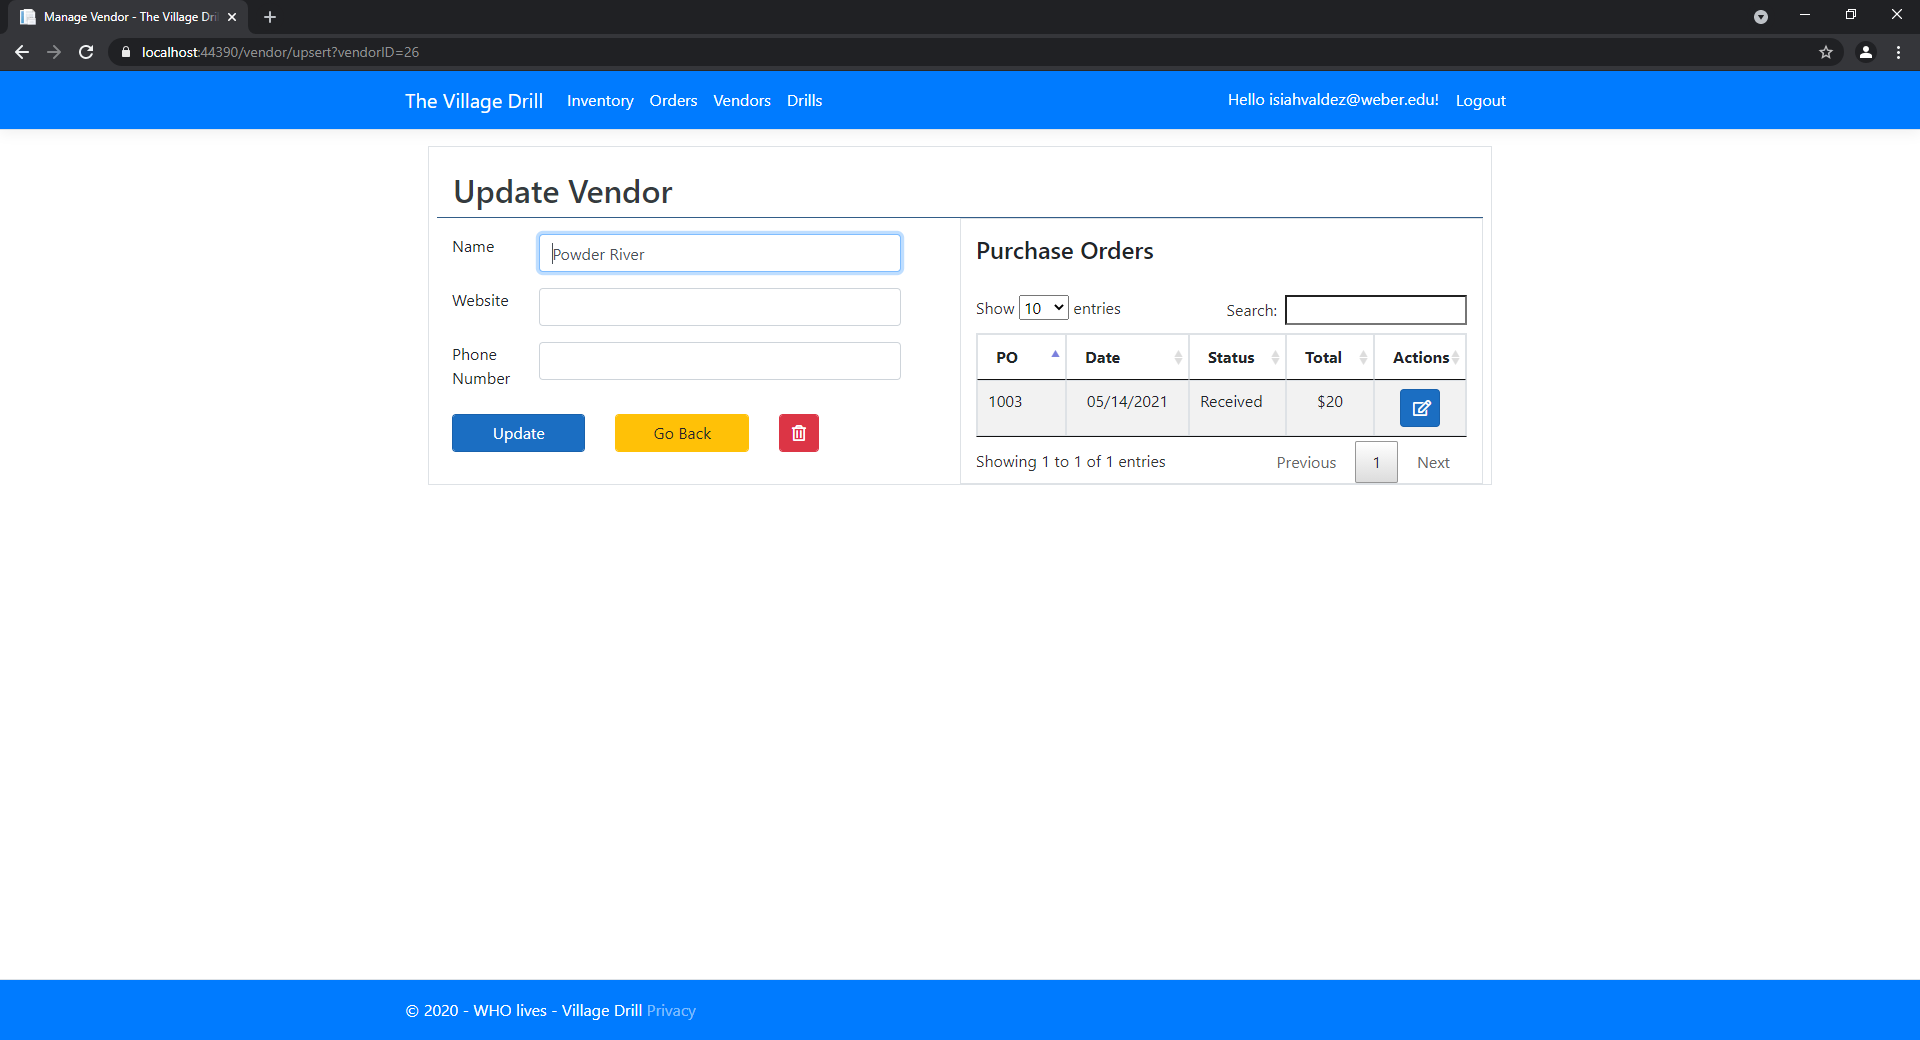 Manage Vendor - The Village Dri
localhost:44390/vendor/upsert?vendorID=26
The Village Drill Inventory Orders Vendors Drills Hello isiahvaldez@weber.edu! Logout
Update Vendor
Name Powder River
Website
Phone Number
Update Go Back
Purchase Orders
Show 10 entries Search:
PO Date Status Total Actions
1003 05/14/2021 Received $20
Showing 1 to 1 of 1 entries Previous 1 Next
© 2020 - WHO lives - Village Drill Privacy